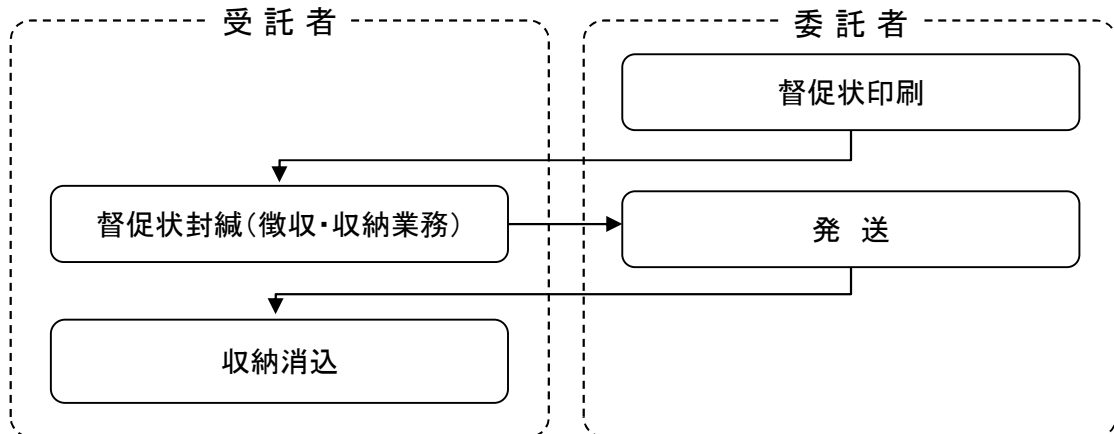 受託者
委託者
督促状印刷
督促状封緘（徴収・収納業務）
発 送
収納消込